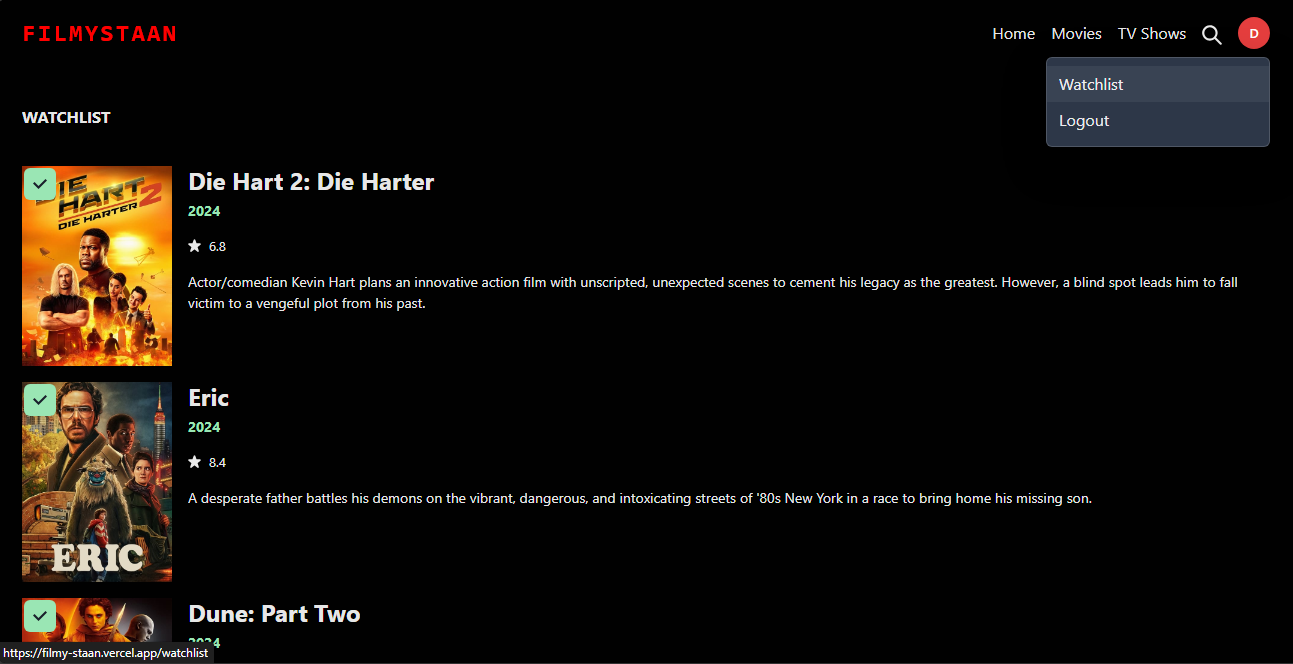 FILMYSTAAN
Home Movies TV Shows D
Watchlist
Logout
WATCHLIST
DIE
HART 2
DIE HARTER
Die Hart 2: Die Harter
2024
6.8
Actor/comedian Kevin Hart plans an innovative action film with unscripted, unexpected scenes to cement his legacy as the greatest. However, a blind spot leads him to fall
victim to a vengeful plot from his past.
ERIC
Eric
2024
8.4
A desperate father battles his demons on the vibrant, dangerous, and intoxicating streets of '80s New York in a race to bring home his missing son.
Dune: Part Two
2024
https://filmy-staan.vercel.app/watchlist